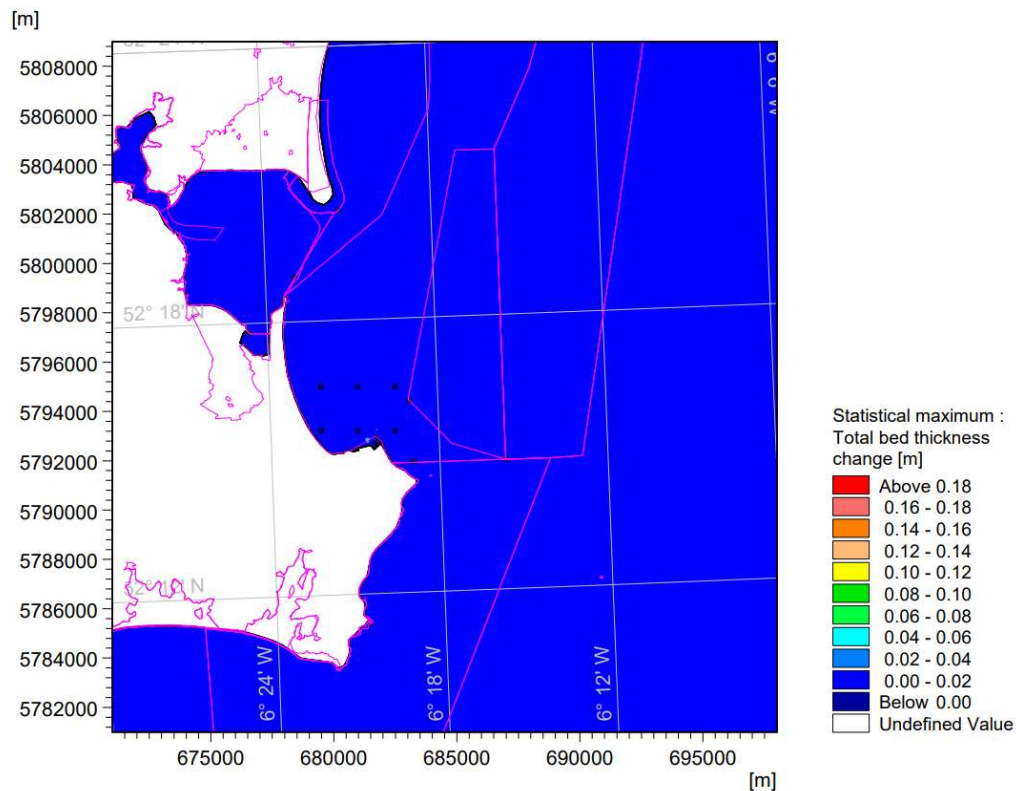 [m]
5808000
5806000
5804000
5802000
5800000
5798000
5796000
5794000
5792000
5790000
5788000
5786000
5784000
5782000
52° 18' N
6° 24' W
6° 18' W
6° 12' W
675000 680000 685000 690000 695000
[m]
Statistical maximum :
Total bed thickness
change [m]
Above 0.18
0.16 - 0.18
0.14 - 0.16
0.12 - 0.14
0.10 - 0.12
0.08 - 0.10
0.06 - 0.08
0.04 - 0.06
0.02 - 0.04
0.00 - 0.02
Below 0.00
Undefined Value